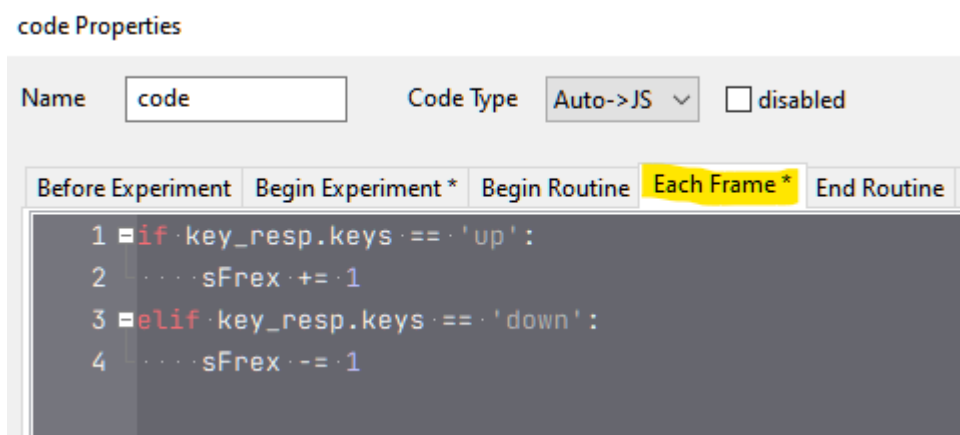 code Properties
Name code Code Type Auto->JS disabled
Before Experiment Begin Experiment * Begin Routine Each Frame * End Routine
1 if key_resp.keys == 'up':
2 sFrex += 1
3 elif key_resp.keys == 'down':
4 sFrex -= 1